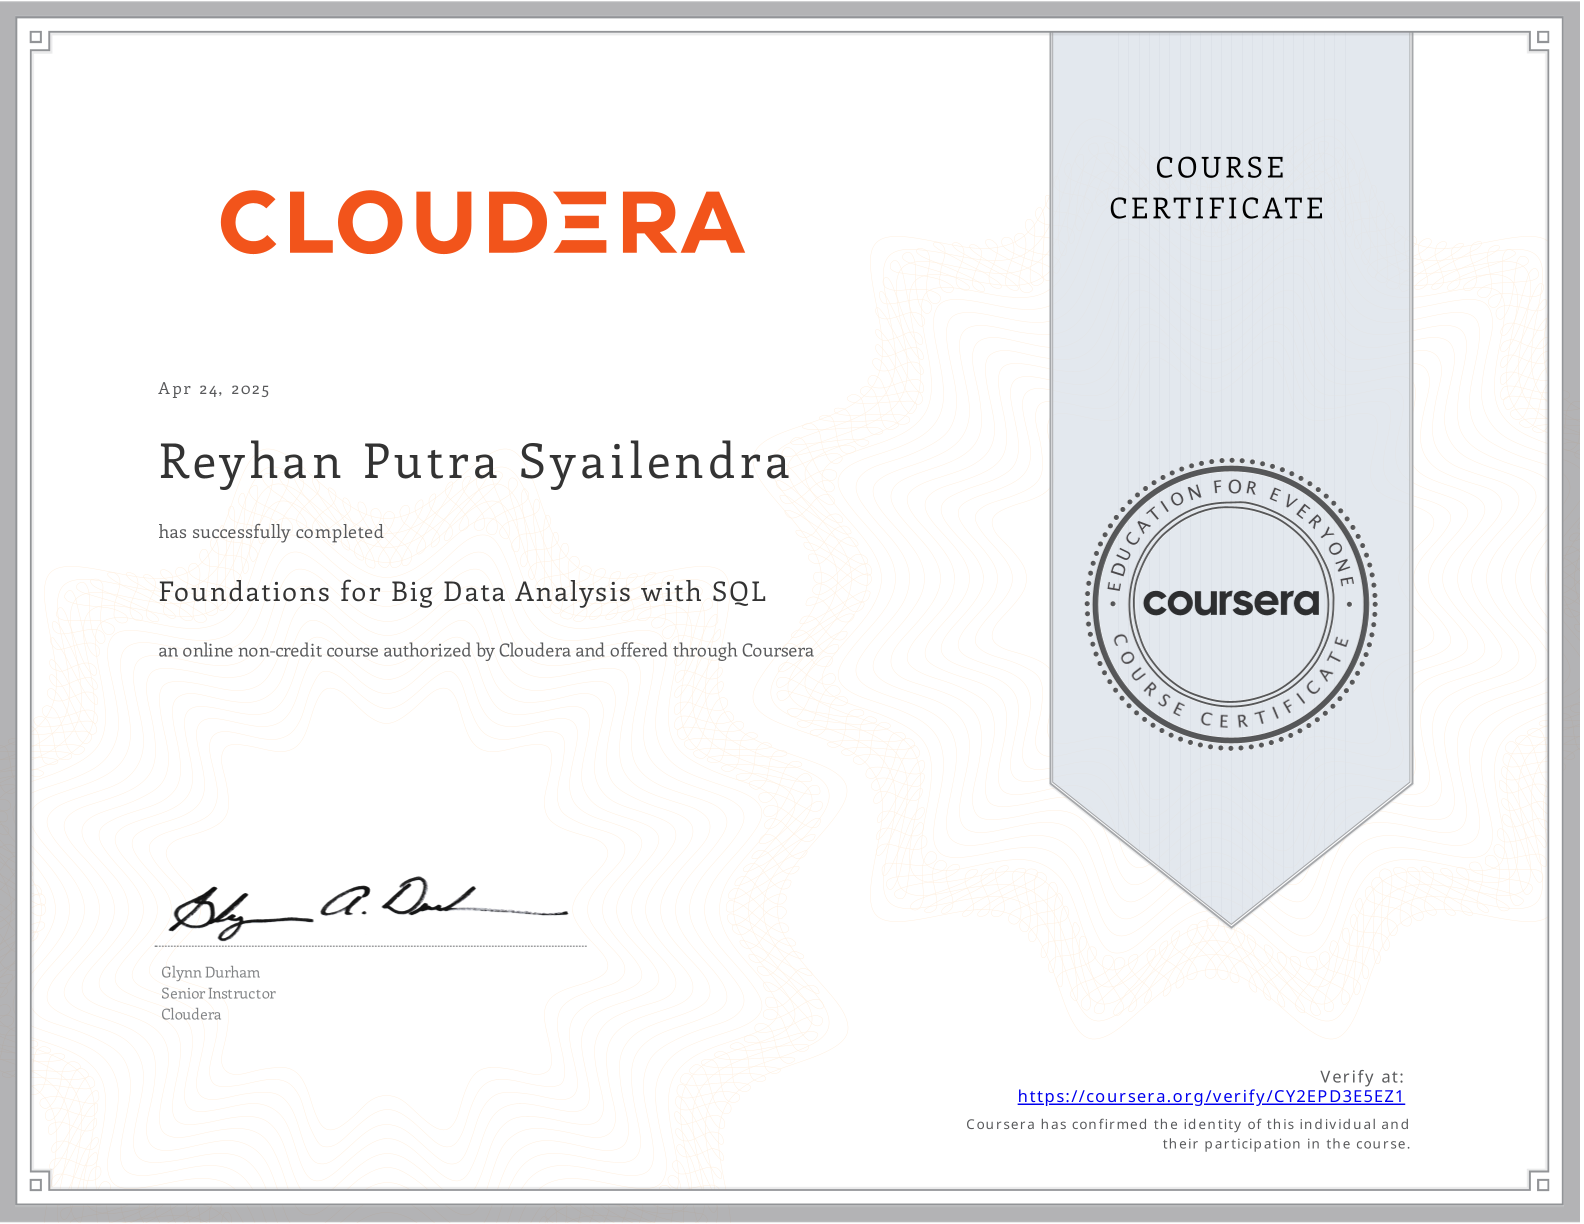 CLOUDERA
COURSE
CERTIFICATE
Apr 24, 2025
Reyhan Putra Syailendra
has successfully completed
Foundations for Big Data Analysis with SQL
an online non-credit course authorized by Cloudera and offered through Coursera
EDUCATION FOR EVERYONE
coursera
COURSE CERTIFICATE
Glynn Durham
Senior Instructor
Cloudera
Verify at:
https://coursera.org/verify/CY2EPD3E5EZ1
Coursera has confirmed the identity of this individual and
their participation in the course.